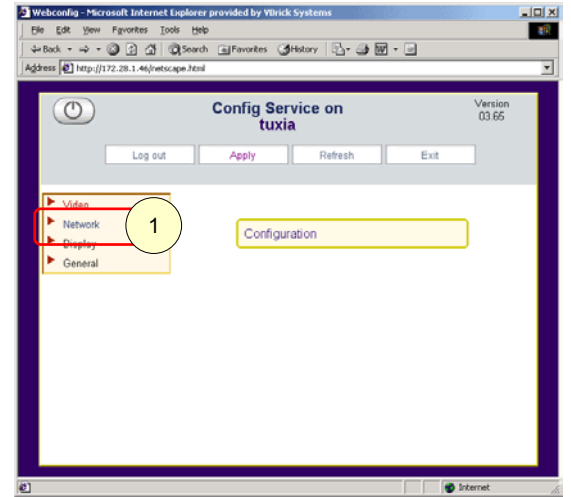 Webconfig - Microsoft Internet Explorer provided by VBrick Systems
File Edit View Favorites Tools Help
Back Search Favorites History
Address http://172.28.1.46/netscape.html
Config Service on
tuxia
Version
03.65
Log out Apply Refresh Exit
Video
Network
Display
General
1
Configuration
Internet